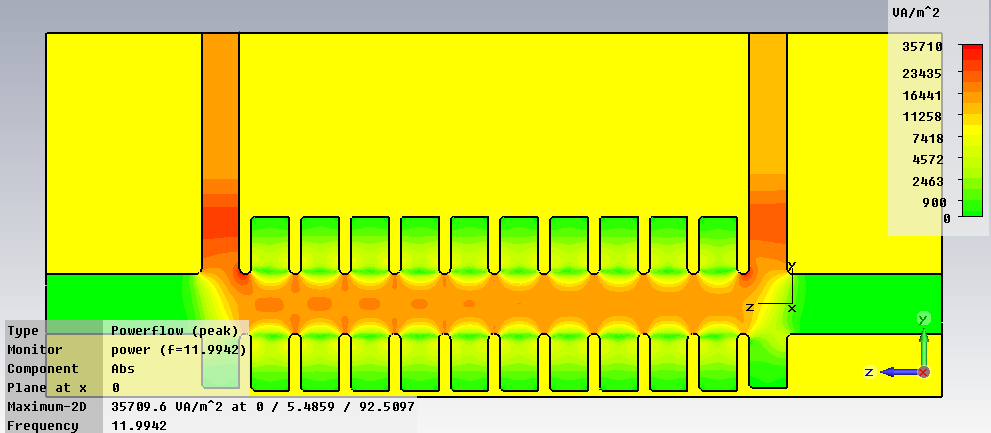 VA/m^2
35710
23435
16441
11258
7418
4572
2463
900
0
Y
Z
X
Y
Z
Type Powerflow (peak)
Monitor power (f=11.9942)
Component Abs
Plane at x 0
Maximum-2D 35709.6 VA/m^2 at 0 / 5.4859 / 92.5097
Frequency 11.9942